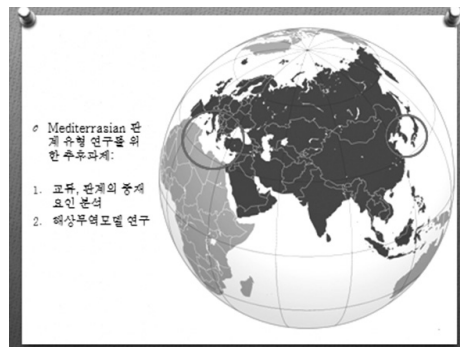 o Mediterrasian 관
계 유형 연구를 위
한 추후과제:
1. 교류, 관계의 중재
요인 분석
2. 해상무역모델 연구